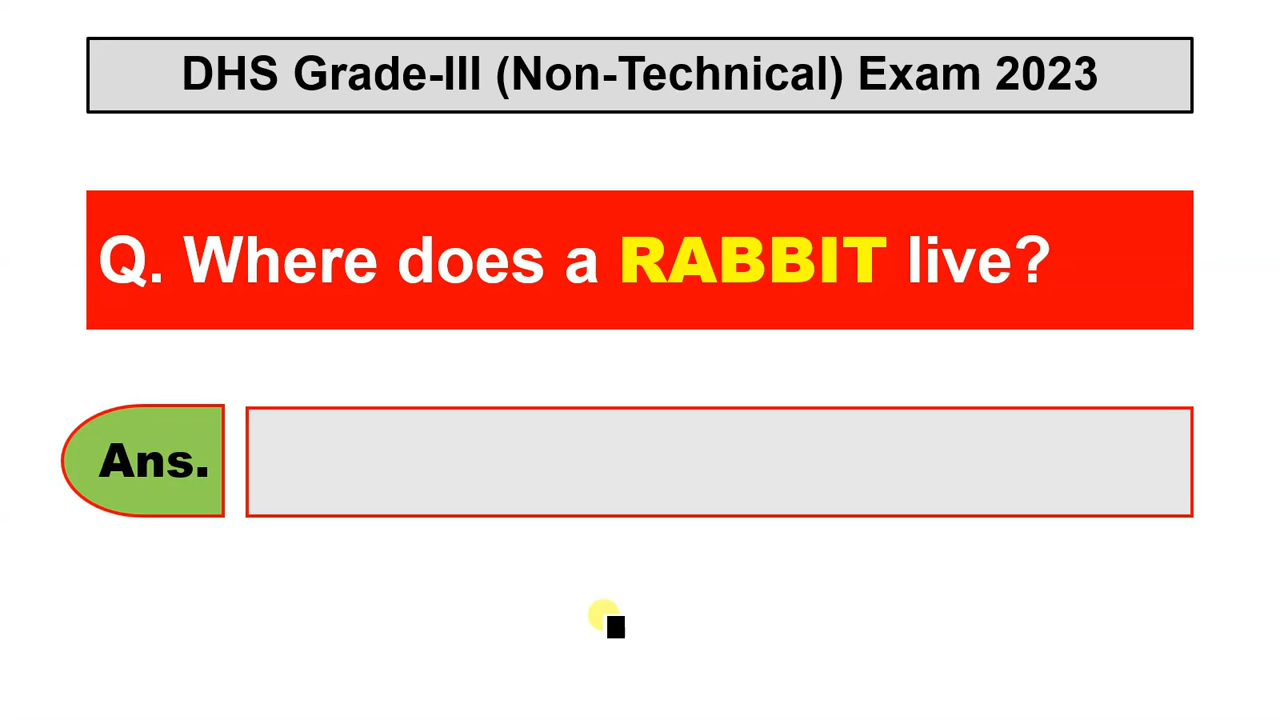 DHS Grade-III (Non-Technical) Exam 2023
Q. Where does a RABBIT live?
Ans.